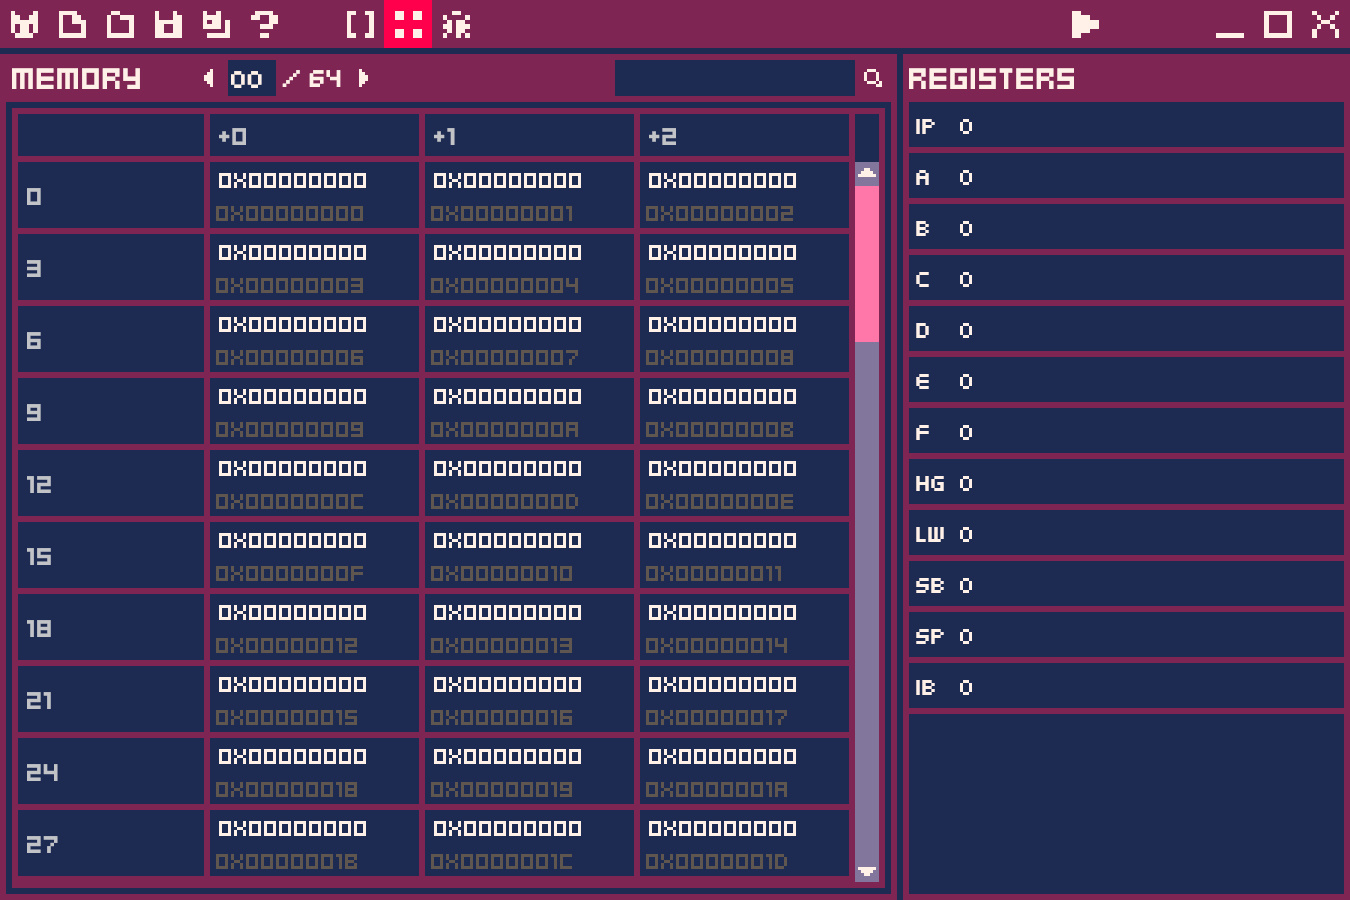 ? [ ]
MEMORY 00 / 64
REGISTERS
+0 +1 +2
0 0X00000000 0X00000000 0X00000000
0X00000000 0X00000001 0X00000002
3 0X00000000 0X00000000 0X00000000
0X00000003 0X00000004 0X00000005
6 0X00000000 0X00000000 0X00000000
0X00000006 0X00000007 0X00000008
9 0X00000000 0X00000000 0X00000000
0X00000009 0X0000000A 0X0000000B
12 0X00000000 0X00000000 0X00000000
0X0000000C 0X0000000D 0X0000000E
15 0X00000000 0X00000000 0X00000000
0X0000000F 0X00000010 0X00000011
18 0X00000000 0X00000000 0X00000000
0X00000012 0X00000013 0X00000014
21 0X00000000 0X00000000 0X00000000
0X00000015 0X00000016 0X00000017
24 0X00000000 0X00000000 0X00000000
0X00000018 0X00000019 0X0000001A
27 0X00000000 0X00000000 0X00000000
0X0000001B 0X0000001C 0X0000001D
IP 0
A 0
B 0
C 0
D 0
E 0
F 0
HG 0
LW 0
SB 0
SP 0
IB 0